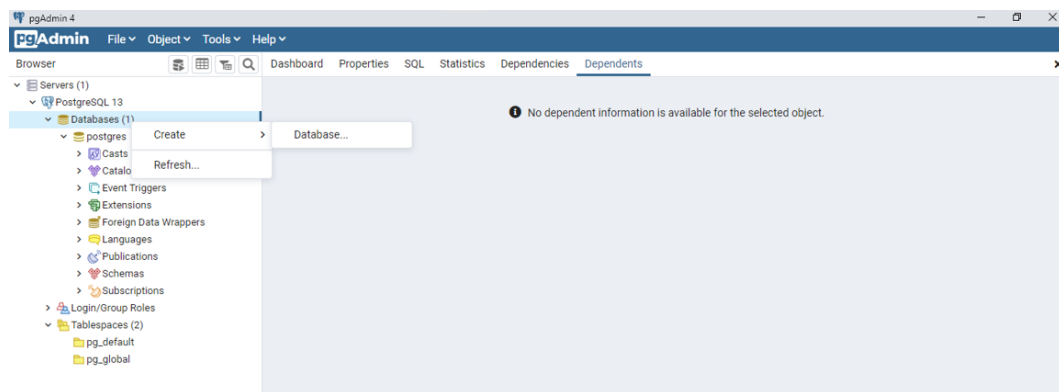 pgAdmin 4
pgAdmin File Object Tools Help
Browser
Dashboard Properties SQL Statistics Dependencies Dependents
Servers (1)
PostgreSQL 13
Databases (1)
postgres
Casts
Catalo
Event Triggers
Extensions
Foreign Data Wrappers
Languages
Publications
Schemas
Subscriptions
Login/Group Roles
Tablespaces (2)
pg_default
pg_global
Create
Database...
Refresh...
No dependent information is available for the selected object.